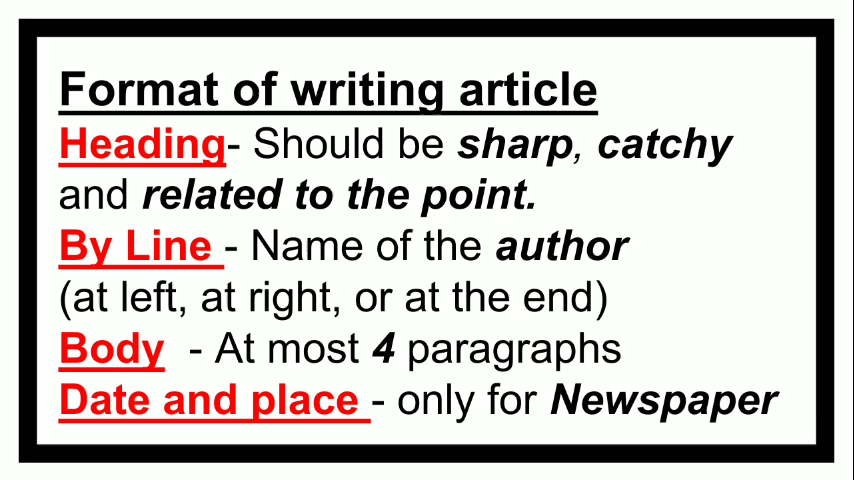 Format of writing article
Heading- Should be sharp, catchy
and related to the point.
By Line - Name of the author
(at left, at right, or at the end)
Body - At most 4 paragraphs
Date and place - only for Newspaper